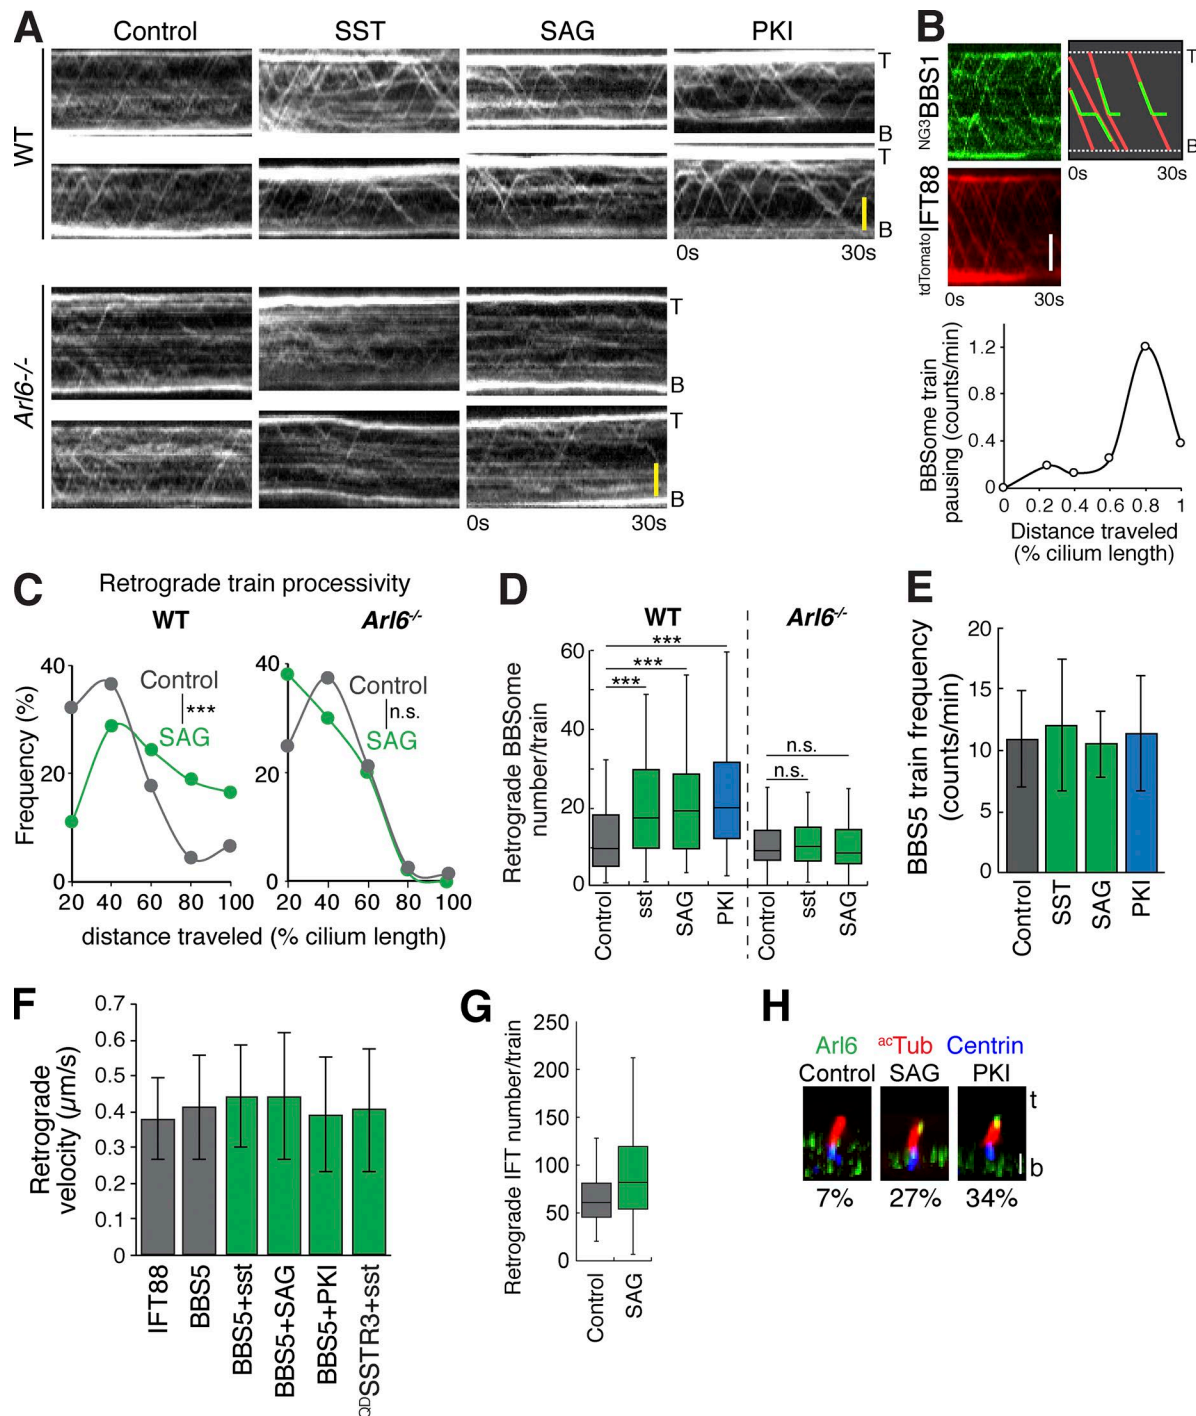 A
Control SST SAG PKI
WT
T
B
T
B
0s 30s
Arl6-/-
T
B
T
B
0s 30s
B
NG3BBS1
T
B
0s 30s
tdTomatoIFT88
0s 30s
BBSome train
pausing (counts/min)
1.2
0.8
0.4
0
0 0.2 0.4 0.6 0.8 1
Distance traveled
(% cilium length)
C
Retrograde train processivity
WT Arl6-/-
Frequency (%)
40
20
0
Control
***
SAG
20 40 60 80 100
40
20
0
Control
n.s.
SAG
20 40 60 80 100
distance traveled (% cilium length)
D
WT Arl6-/-
Retrograde BBSome
number/train
60
40
20
0
***
***
***
n.s.
n.s.
Control sst SAG PKI Control sst SAG
E
BBS5 train frequency
(counts/min)
20
15
10
5
0
Control SST SAG PKI
F
Retrograde
velocity (µm/s)
0.7
0.6
0.5
0.4
0.3
0.2
0.1
0
IFT88 BBS5 BBS5+sst BBS5+SAG BBS5+PKI QDSSTR3+sst
G
Retrograde IFT number/train
250
200
150
100
50
0
Control SAG
H
Arl6 acTub Centrin
Control SAG PKI
t
b
7% 27% 34%